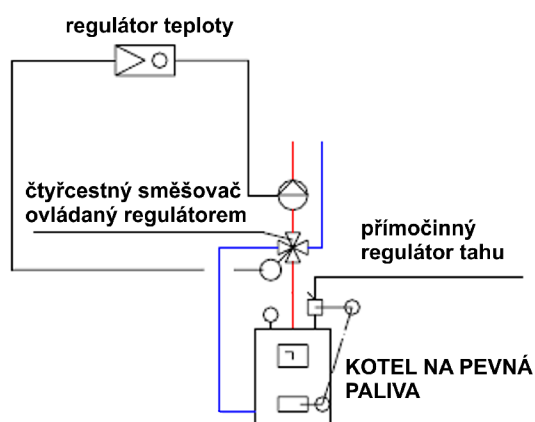 regulátor teploty
čtyřcestný směšovač
ovládaný regulátorem
přímočinný
regulátor tahu
KOTEL NA PEVNÁ
PALIVA